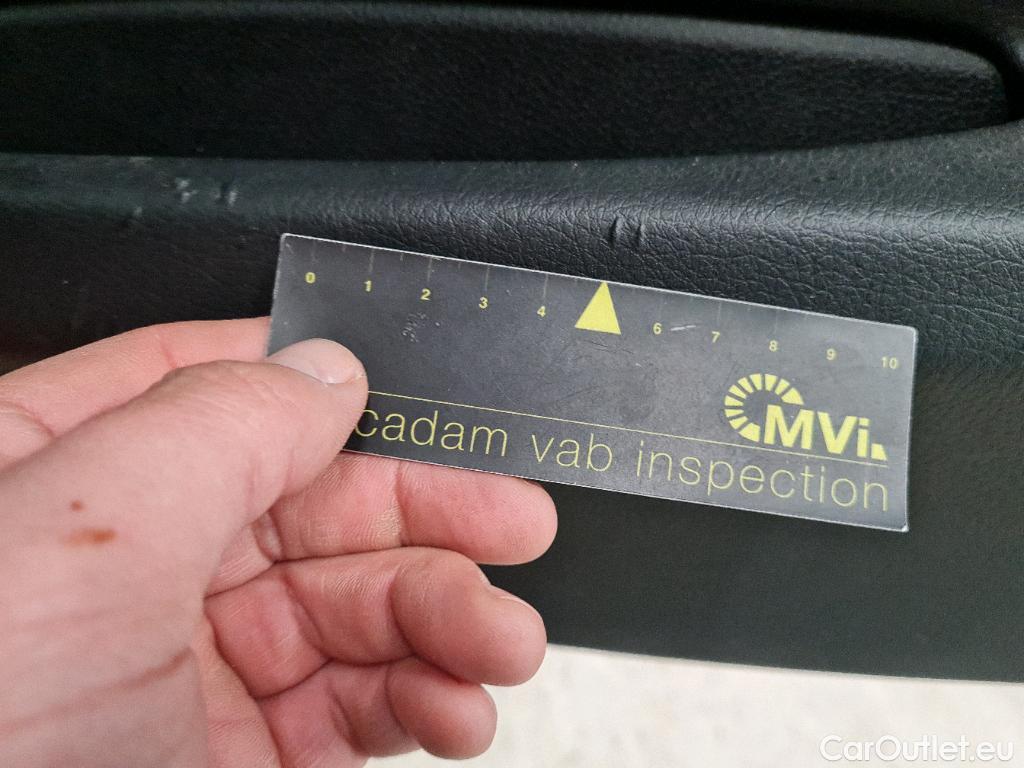 0 1 2 3 4 6 7 8 9 10
MVi
cadam vab inspection
CarOutlet.eu